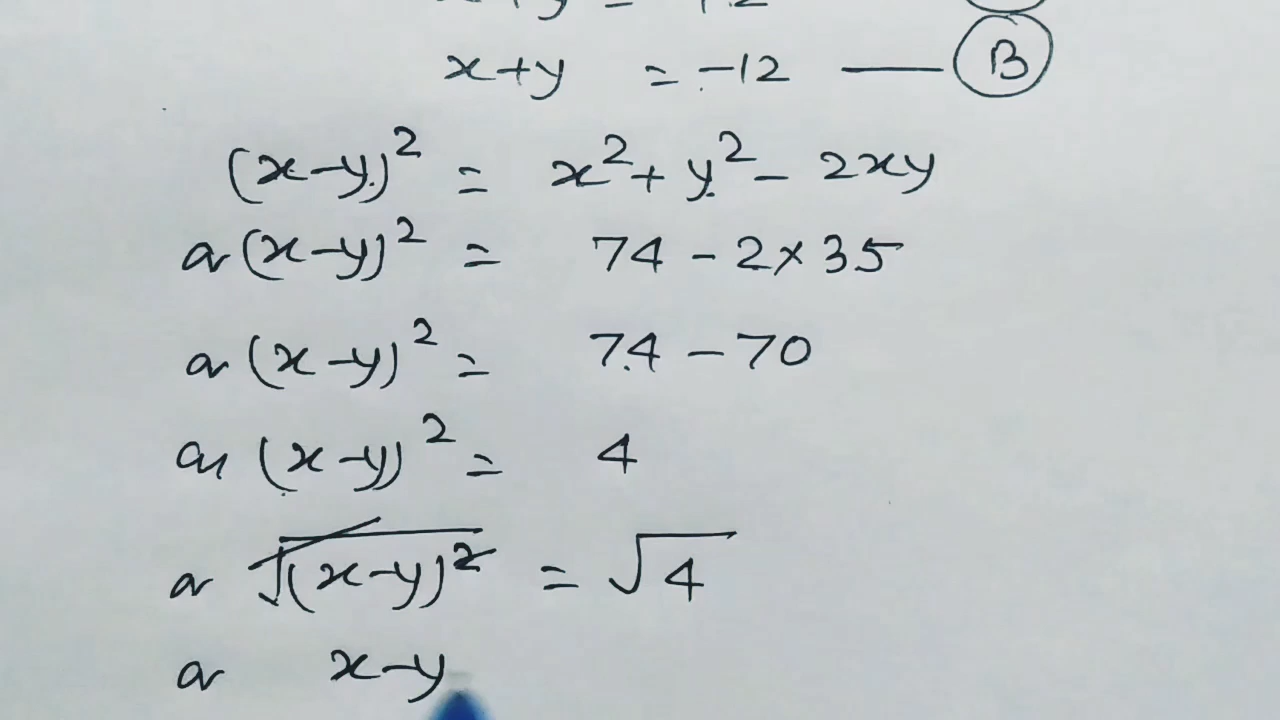 x+y = -12 — B
(x-y)² = x²+y²- 2xy
or (x-y)² = 74 - 2×35
or (x-y)² = 74 - 70
or (x-y)² = 4
or √(x-y)² = √4
or x-y